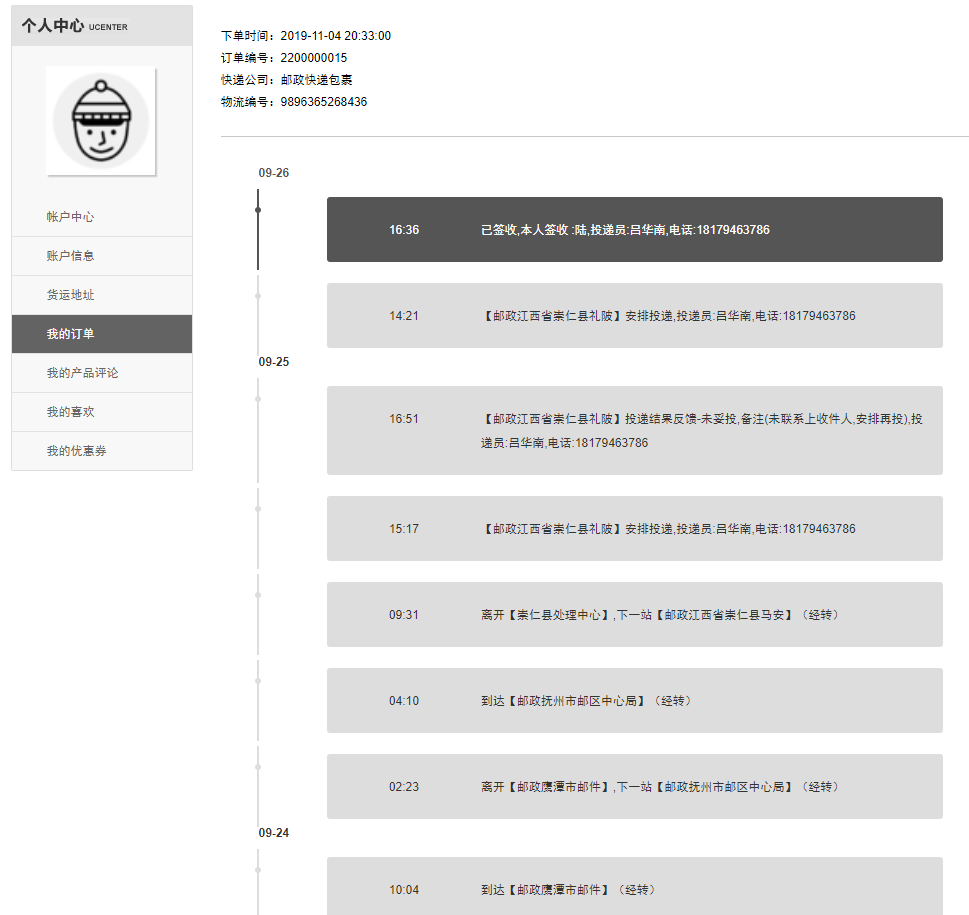 个人中心 UCENTER
帐户中心
账户信息
货运地址
我的订单
我的产品评论
我的喜欢
我的优惠券
下单时间：2019-11-04 20:33:00
订单编号：2200000015
快递公司：邮政快递包裹
物流编号：9896365268436
09-26
16:36 已签收,本人签收 :陆,投递员:吕华南,电话:18179463786
14:21 【邮政江西省崇仁县礼陂】安排投递,投递员:吕华南,电话:18179463786
09-25
16:51 【邮政江西省崇仁县礼陂】投递结果反馈-未妥投,备注(未联系上收件人,安排再投),投
递员:吕华南,电话:18179463786
15:17 【邮政江西省崇仁县礼陂】安排投递,投递员:吕华南,电话:18179463786
09:31 离开【崇仁县处理中心】,下一站【邮政江西省崇仁县马安】（经转）
04:10 到达【邮政抚州市邮区中心局】（经转）
02:23 离开【邮政鹰潭市邮件】,下一站【邮政抚州市邮区中心局】（经转）
09-24
10:04 到达【邮政鹰潭市邮件】（经转）